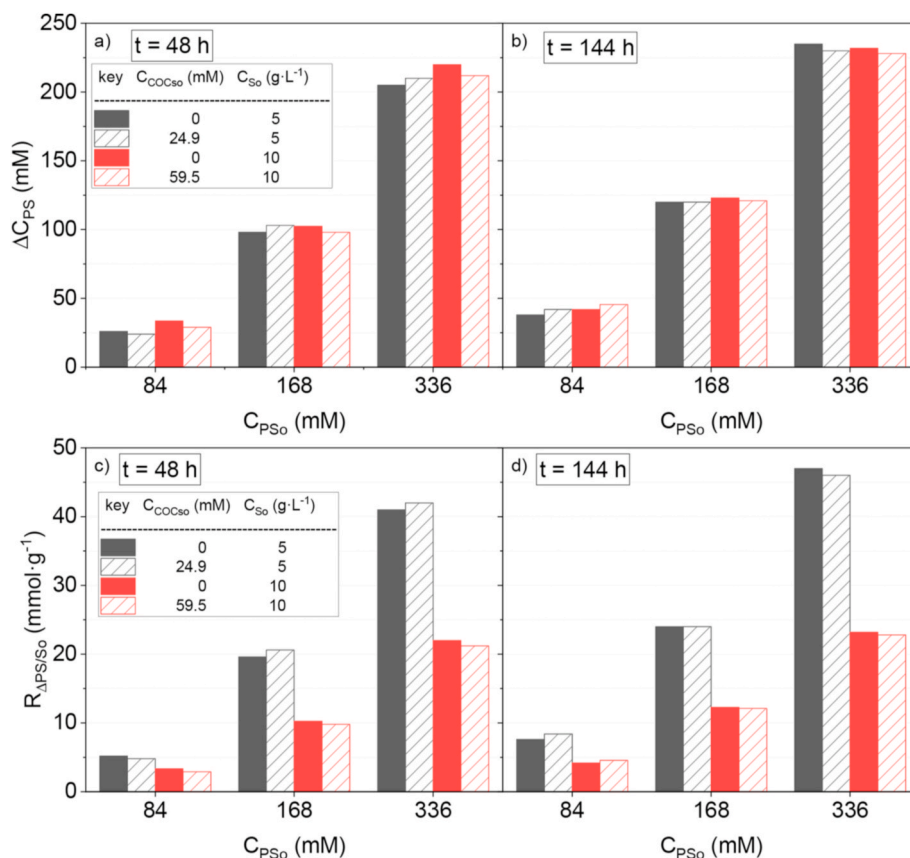 a) t = 48 h
key C_COCso (mM) C_So (g·L⁻¹)
0 5
24.9 5
0 10
59.5 10
b) t = 144 h
250
200
150
100
50
0
ΔC_PS (mM)
84 168 336
84 168 336
C_PSo (mM)
C_PSo (mM)
c) t = 48 h
key C_COCso (mM) C_So (g·L⁻¹)
0 5
24.9 5
0 10
59.5 10
d) t = 144 h
50
40
30
20
10
0
R_ΔPS/So (mmol·g⁻¹)
84 168 336
84 168 336
C_PSo (mM)
C_PSo (mM)